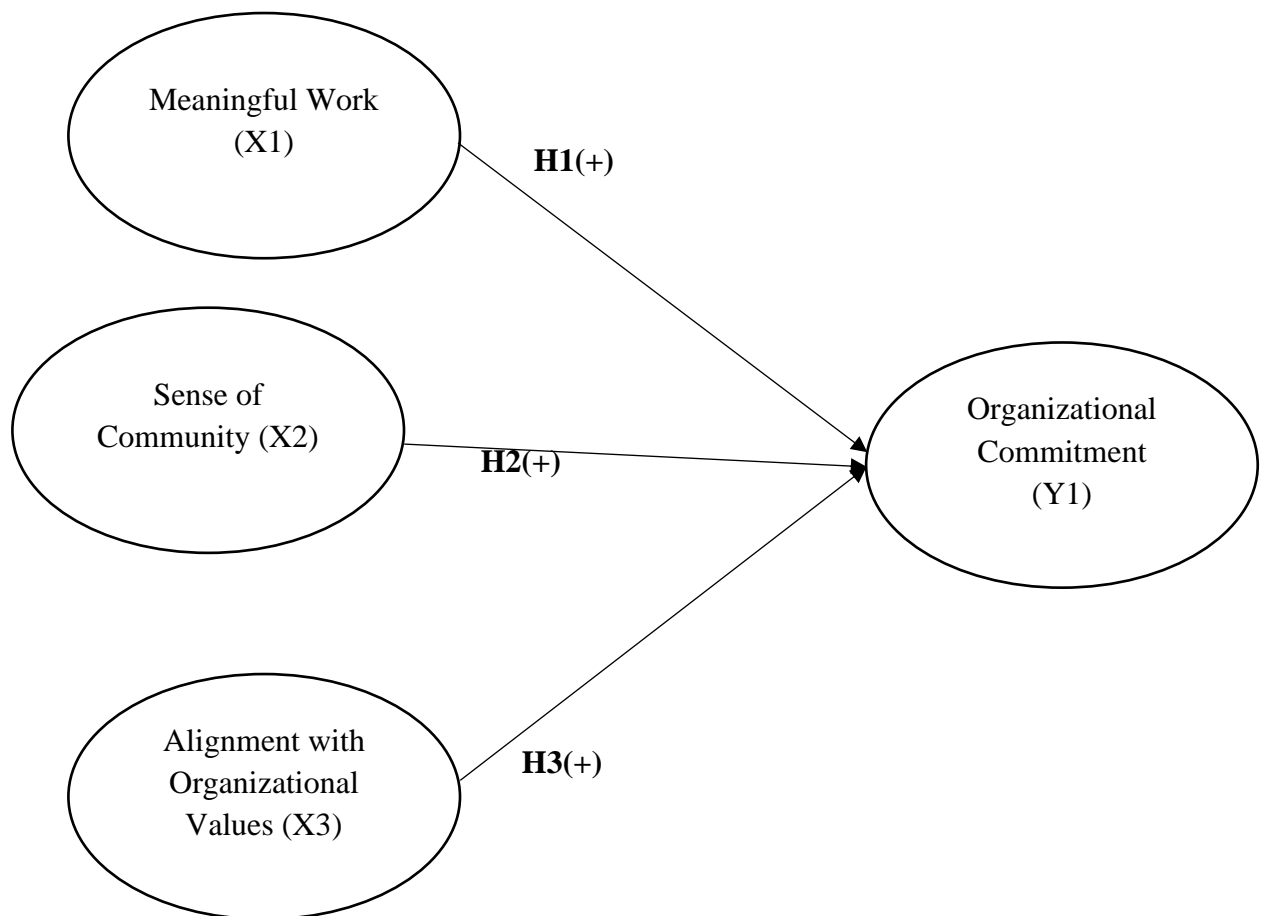 Meaningful Work
(X1)
H1(+)
Sense of
Community (X2)
H2(+)
Organizational
Commitment
(Y1)
Alignment with
Organizational
Values (X3)
H3(+)